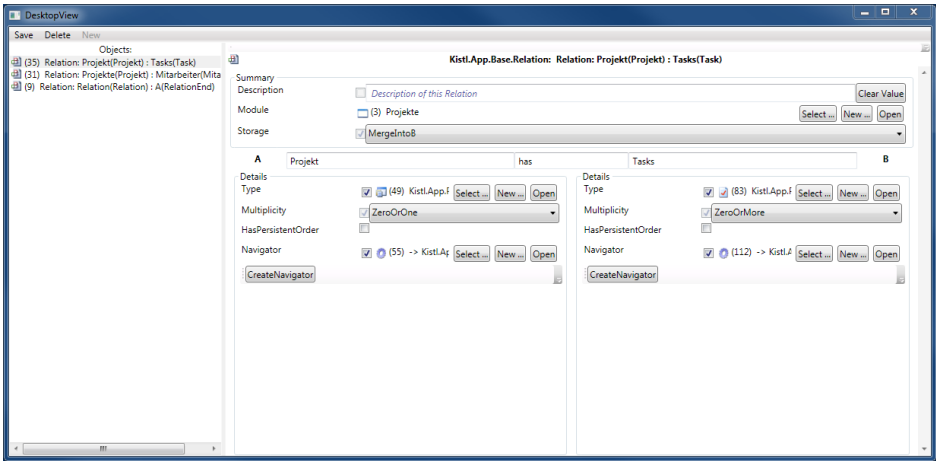 DesktopView
Save Delete New
Objects:
(35) Relation: Projekt(Projekt) : Tasks(Task)
(31) Relation: Projekte(Projekt) : Mitarbeiter(Mita
(9) Relation: Relation(Relation) : A(RelationEnd)
Kistl.App.Base.Relation: Relation: Projekt(Projekt) : Tasks(Task)
Summary
Description Description of this Relation Clear Value
Module (3) Projekte Select ... New ... Open
Storage MergeIntoB
A Projekt has Tasks B
Details Details
Type (49) Kistl.App.F Select ... New ... Open Type (83) Kistl.App.F Select ... New ... Open
Multiplicity ZeroOrOne Multiplicity ZeroOrMore
HasPersistentOrder HasPersistentOrder
Navigator (55) -> Kistl.Ap Select ... New ... Open Navigator (112) -> Kistl.A Select ... New ... Open
CreateNavigator CreateNavigator